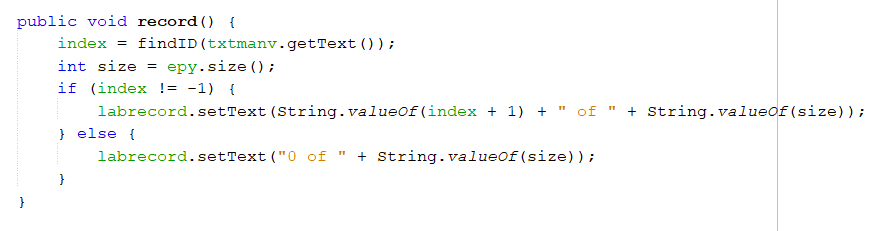 public void record() {
    index = findID(txtmanv.getText());
    int size = epy.size();
    if (index != -1) {
        labrecord.setText(String.valueOf(index + 1) + " of " + String.valueOf(size));
    } else {
        labrecord.setText("0 of " + String.valueOf(size));
    }
}